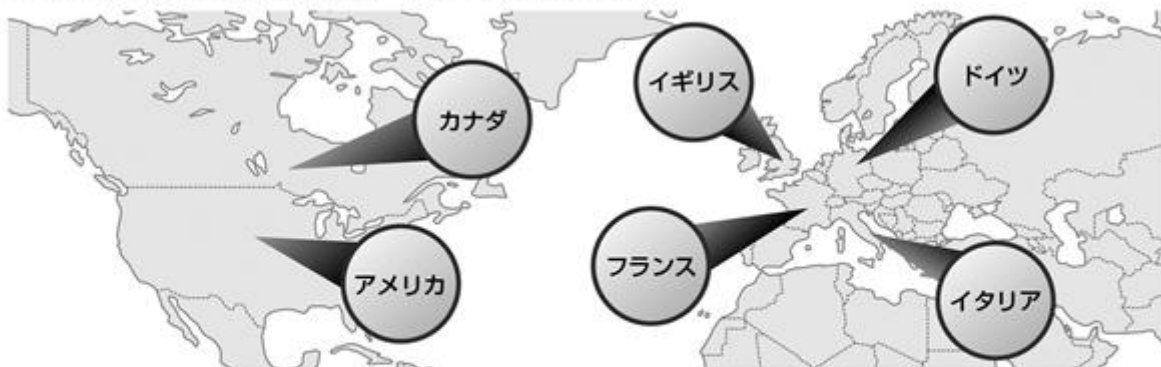 カナダ
アメリカ
イギリス
ドイツ
フランス
イタリア